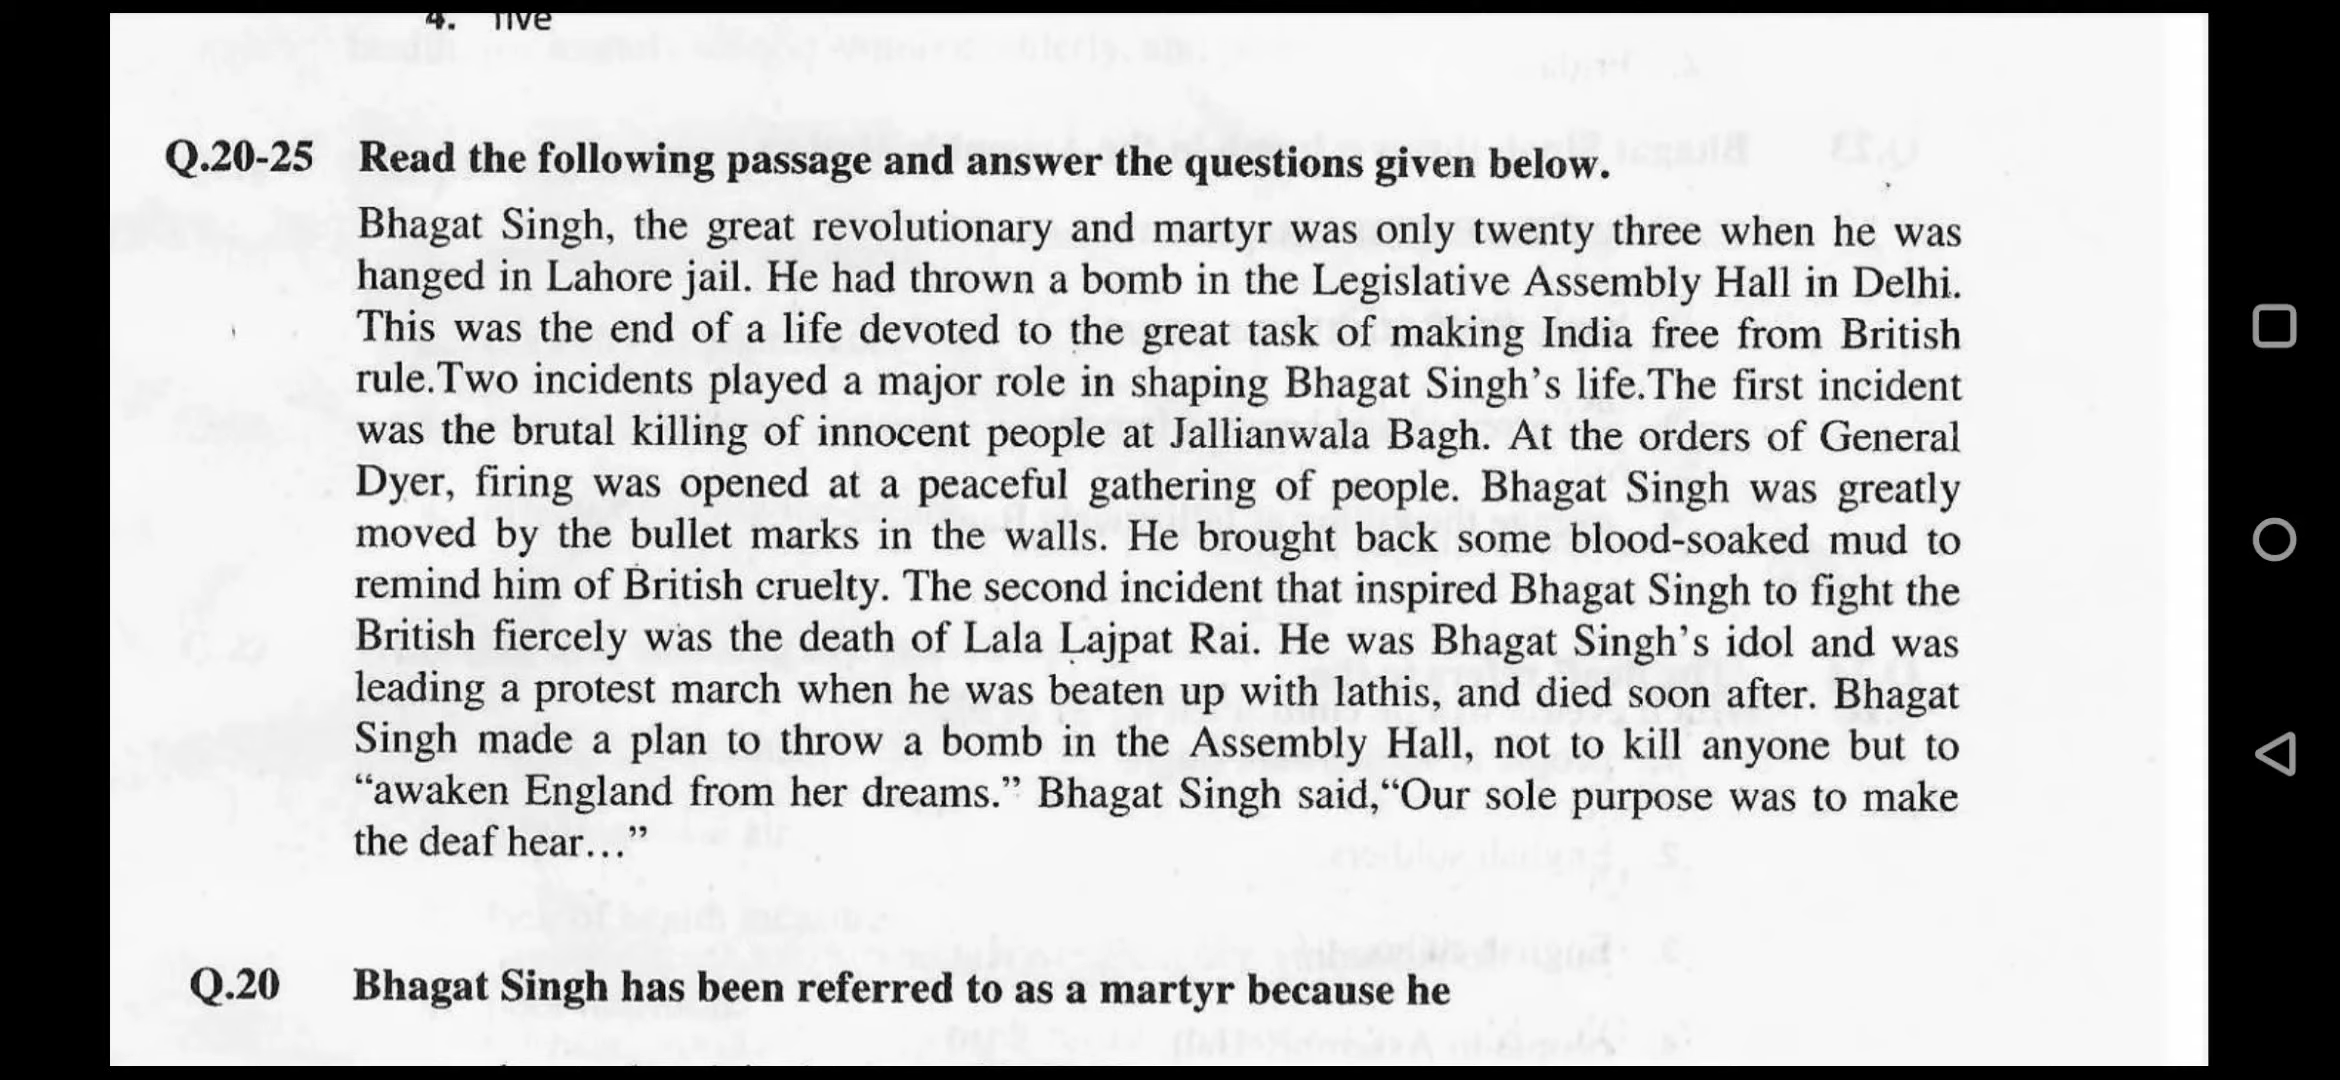 4. five
Q.20-25 Read the following passage and answer the questions given below.
Bhagat Singh, the great revolutionary and martyr was only twenty three when he was
hanged in Lahore jail. He had thrown a bomb in the Legislative Assembly Hall in Delhi.
This was the end of a life devoted to the great task of making India free from British
rule.Two incidents played a major role in shaping Bhagat Singh's life.The first incident
was the brutal killing of innocent people at Jallianwala Bagh. At the orders of General
Dyer, firing was opened at a peaceful gathering of people. Bhagat Singh was greatly
moved by the bullet marks in the walls. He brought back some blood-soaked mud to
remind him of British cruelty. The second incident that inspired Bhagat Singh to fight the
British fiercely was the death of Lala Lajpat Rai. He was Bhagat Singh's idol and was
leading a protest march when he was beaten up with lathis, and died soon after. Bhagat
Singh made a plan to throw a bomb in the Assembly Hall, not to kill anyone but to
“awaken England from her dreams.” Bhagat Singh said,“Our sole purpose was to make
the deaf hear...”
Q.20 Bhagat Singh has been referred to as a martyr because he